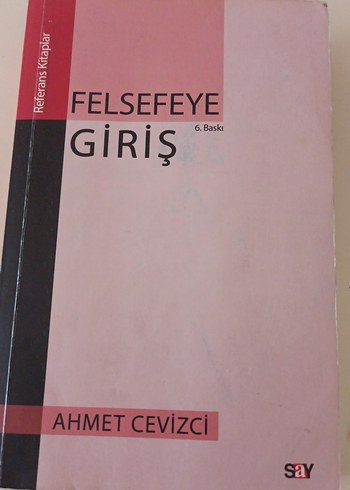 Referans Kitaplar
FELSEFEYE
6. Baskı
GİRİŞ
AHMET CEVİZCİ
say